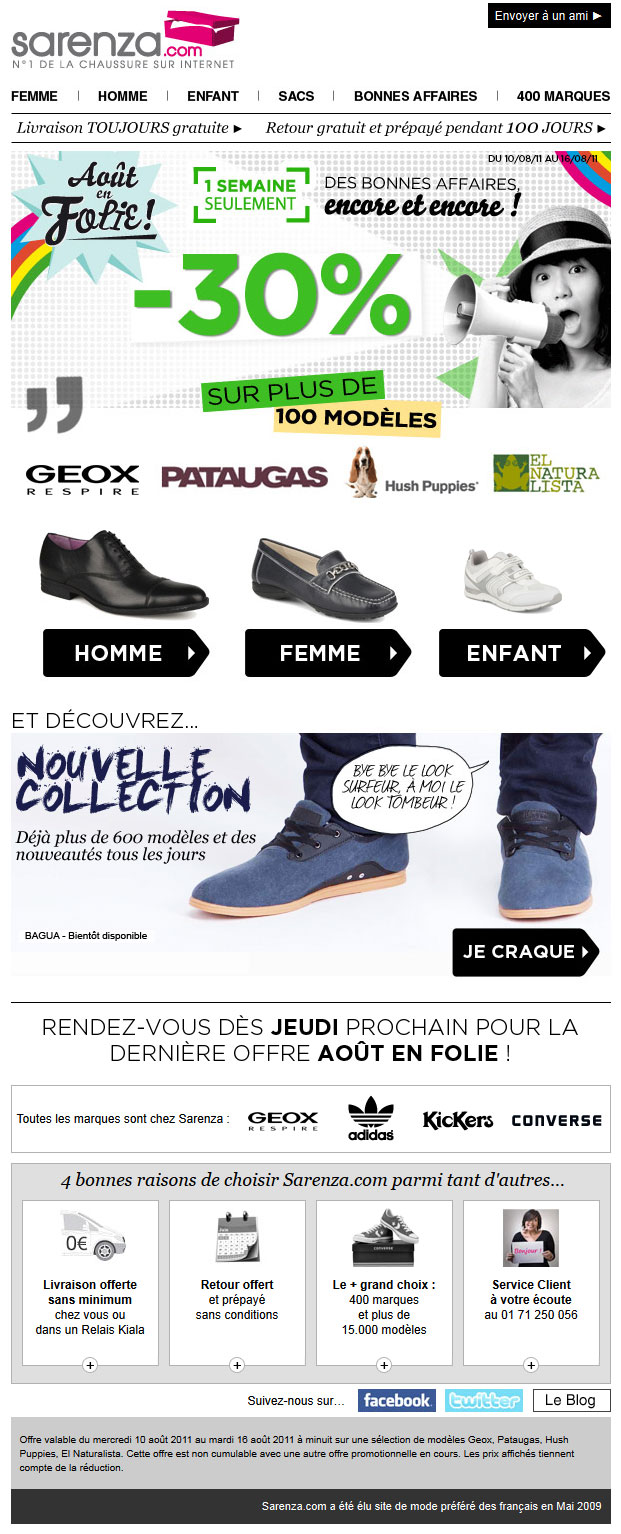 Envoyer à un ami ►
sarenza.com
N°1 DE LA CHAUSSURE SUR INTERNET
FEMME | HOMME | ENFANT | SACS | BONNES AFFAIRES | 400 MARQUES
Livraison TOUJOURS gratuite ► Retour gratuit et prépayé pendant 100 JOURS ►
DU 10/08/11 AU 16/08/11
Août
en
Folie !
1 SEMAINE
SEULEMENT
DES BONNES AFFAIRES,
encore et encore !
-30%
SUR PLUS DE
100 MODÈLES
GEOX
RESPIRE
PATAUGAS
Hush Puppies
EL
NATURA
LISTA
HOMME
FEMME
ENFANT
ET DÉCOUVREZ...
NOUVELLE
COLLECTION
Déjà plus de 600 modèles et des
nouveautés tous les jours
BYE BYE LE LOOK
SURFEUR, À MOI LE
LOOK TOMBEUR !
BAGUA - Bientôt disponible
JE CRAQUE
RENDEZ-VOUS DÈS JEUDI PROCHAIN POUR LA
DERNIÈRE OFFRE AOÛT EN FOLIE !
Toutes les marques sont chez Sarenza :
GEOX
RESPIRE
adidas
KicKers
CONVERSE
4 bonnes raisons de choisir Sarenza.com parmi tant d'autres...
0€
Livraison offerte
sans minimum
chez vous ou
dans un Relais Kiala
+
Retour offert
et prépayé
sans conditions
+
CONVERSE
Le + grand choix :
400 marques
et plus de
15.000 modèles
+
Bonjour !
Service Client
à votre écoute
au 01 71 250 056
+
Suivez-nous sur... facebook. twitter Le Blog
Offre valable du mercredi 10 août 2011 au mardi 16 août 2011 à minuit sur une sélection de modèles Geox, Pataugas, Hush
Puppies, El Naturalista. Cette offre est non cumulable avec une autre offre promotionnelle en cours. Les prix affichés tiennent
compte de la réduction.
Sarenza.com a été élu site de mode préféré des français en Mai 2009